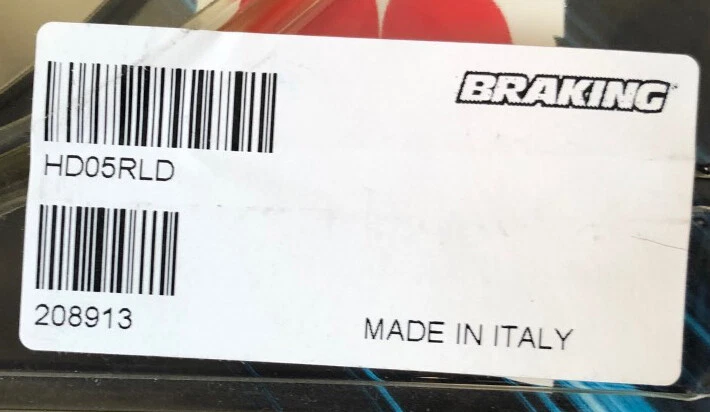 BRAKING
HD05RLD
208913
MADE IN ITALY